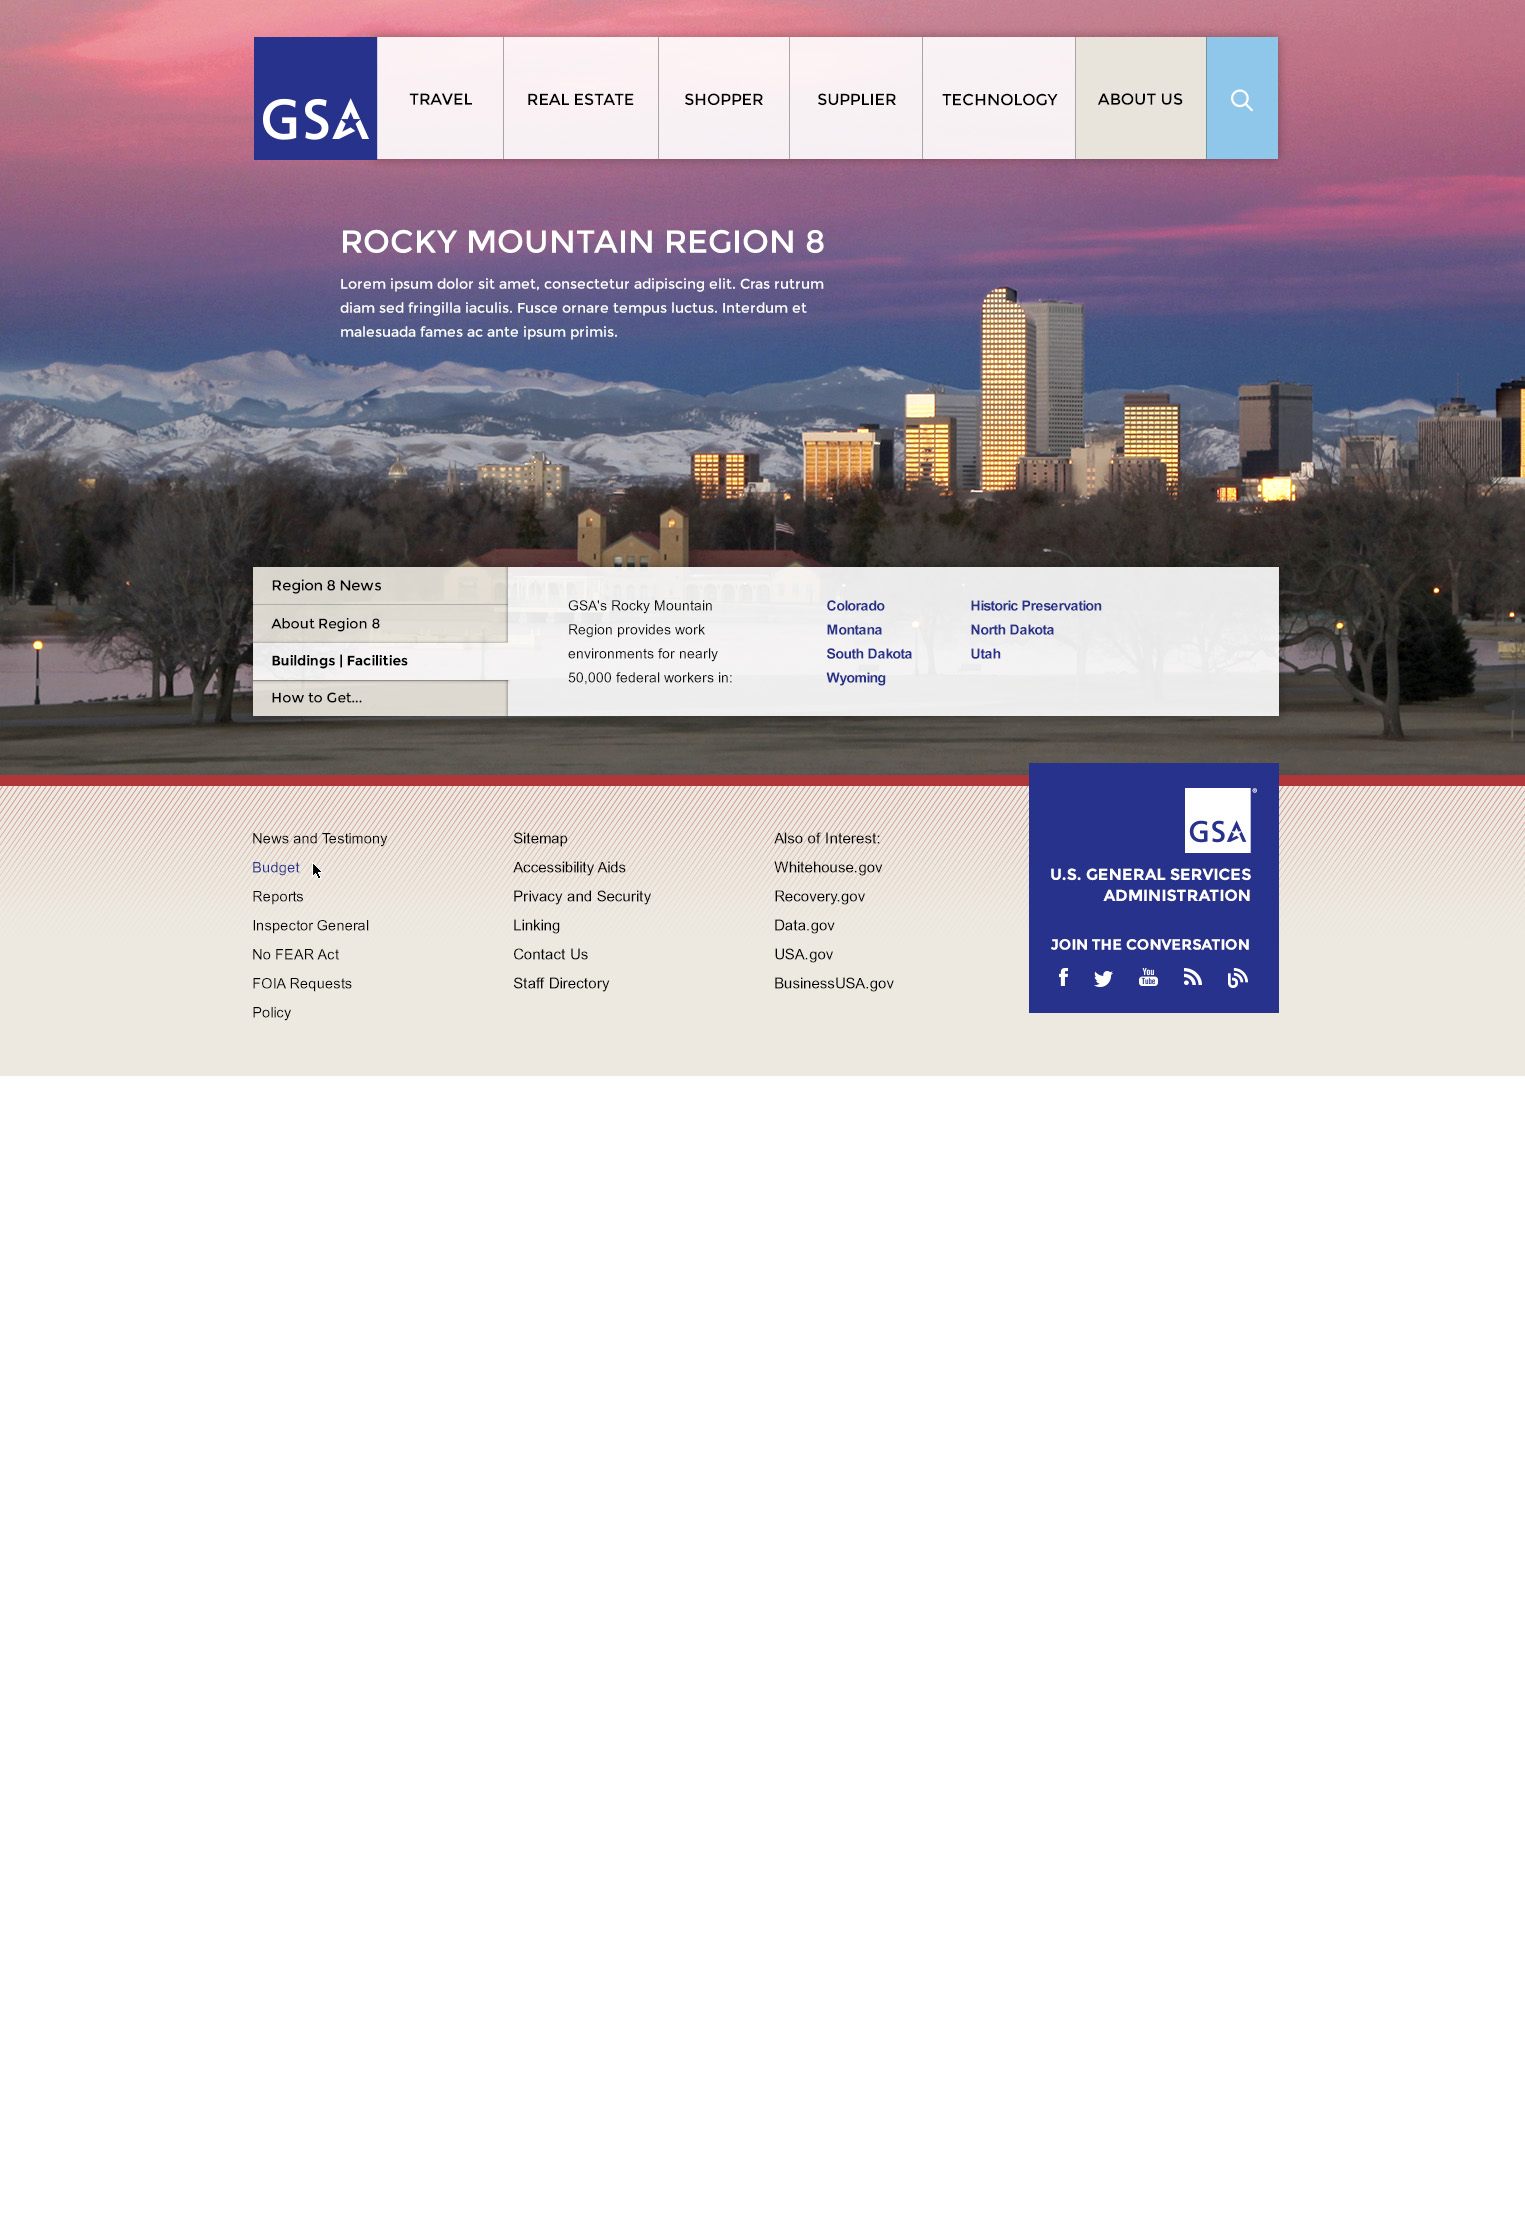 GSA
TRAVEL
REAL ESTATE
SHOPPER
SUPPLIER
TECHNOLOGY
ABOUT US
ROCKY MOUNTAIN REGION 8
Lorem ipsum dolor sit amet, consectetur adipiscing elit. Cras rutrum
diam sed fringilla iaculis. Fusce ornare tempus luctus. Interdum et
malesuada fames ac ante ipsum primis.
Region 8 News
About Region 8
Buildings | Facilities
How to Get...
GSA's Rocky Mountain
Region provides work
environments for nearly
50,000 federal workers in:
Colorado
Montana
South Dakota
Wyoming
Historic Preservation
North Dakota
Utah
News and Testimony
Budget
Reports
Inspector General
No FEAR Act
FOIA Requests
Policy
Sitemap
Accessibility Aids
Privacy and Security
Linking
Contact Us
Staff Directory
Also of Interest:
Whitehouse.gov
Recovery.gov
Data.gov
USA.gov
BusinessUSA.gov
GSA®
U.S. GENERAL SERVICES
ADMINISTRATION
JOIN THE CONVERSATION
You
Tube